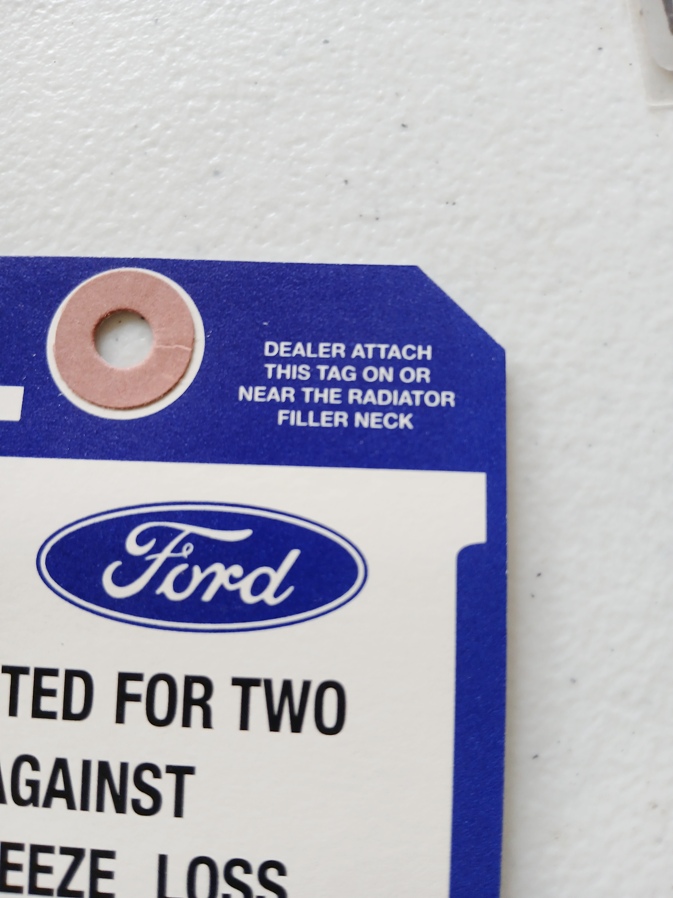 DEALER ATTACH
THIS TAG ON OR
NEAR THE RADIATOR
FILLER NECK
Ford
TED FOR TWO
AGAINST
EEZE LOSS